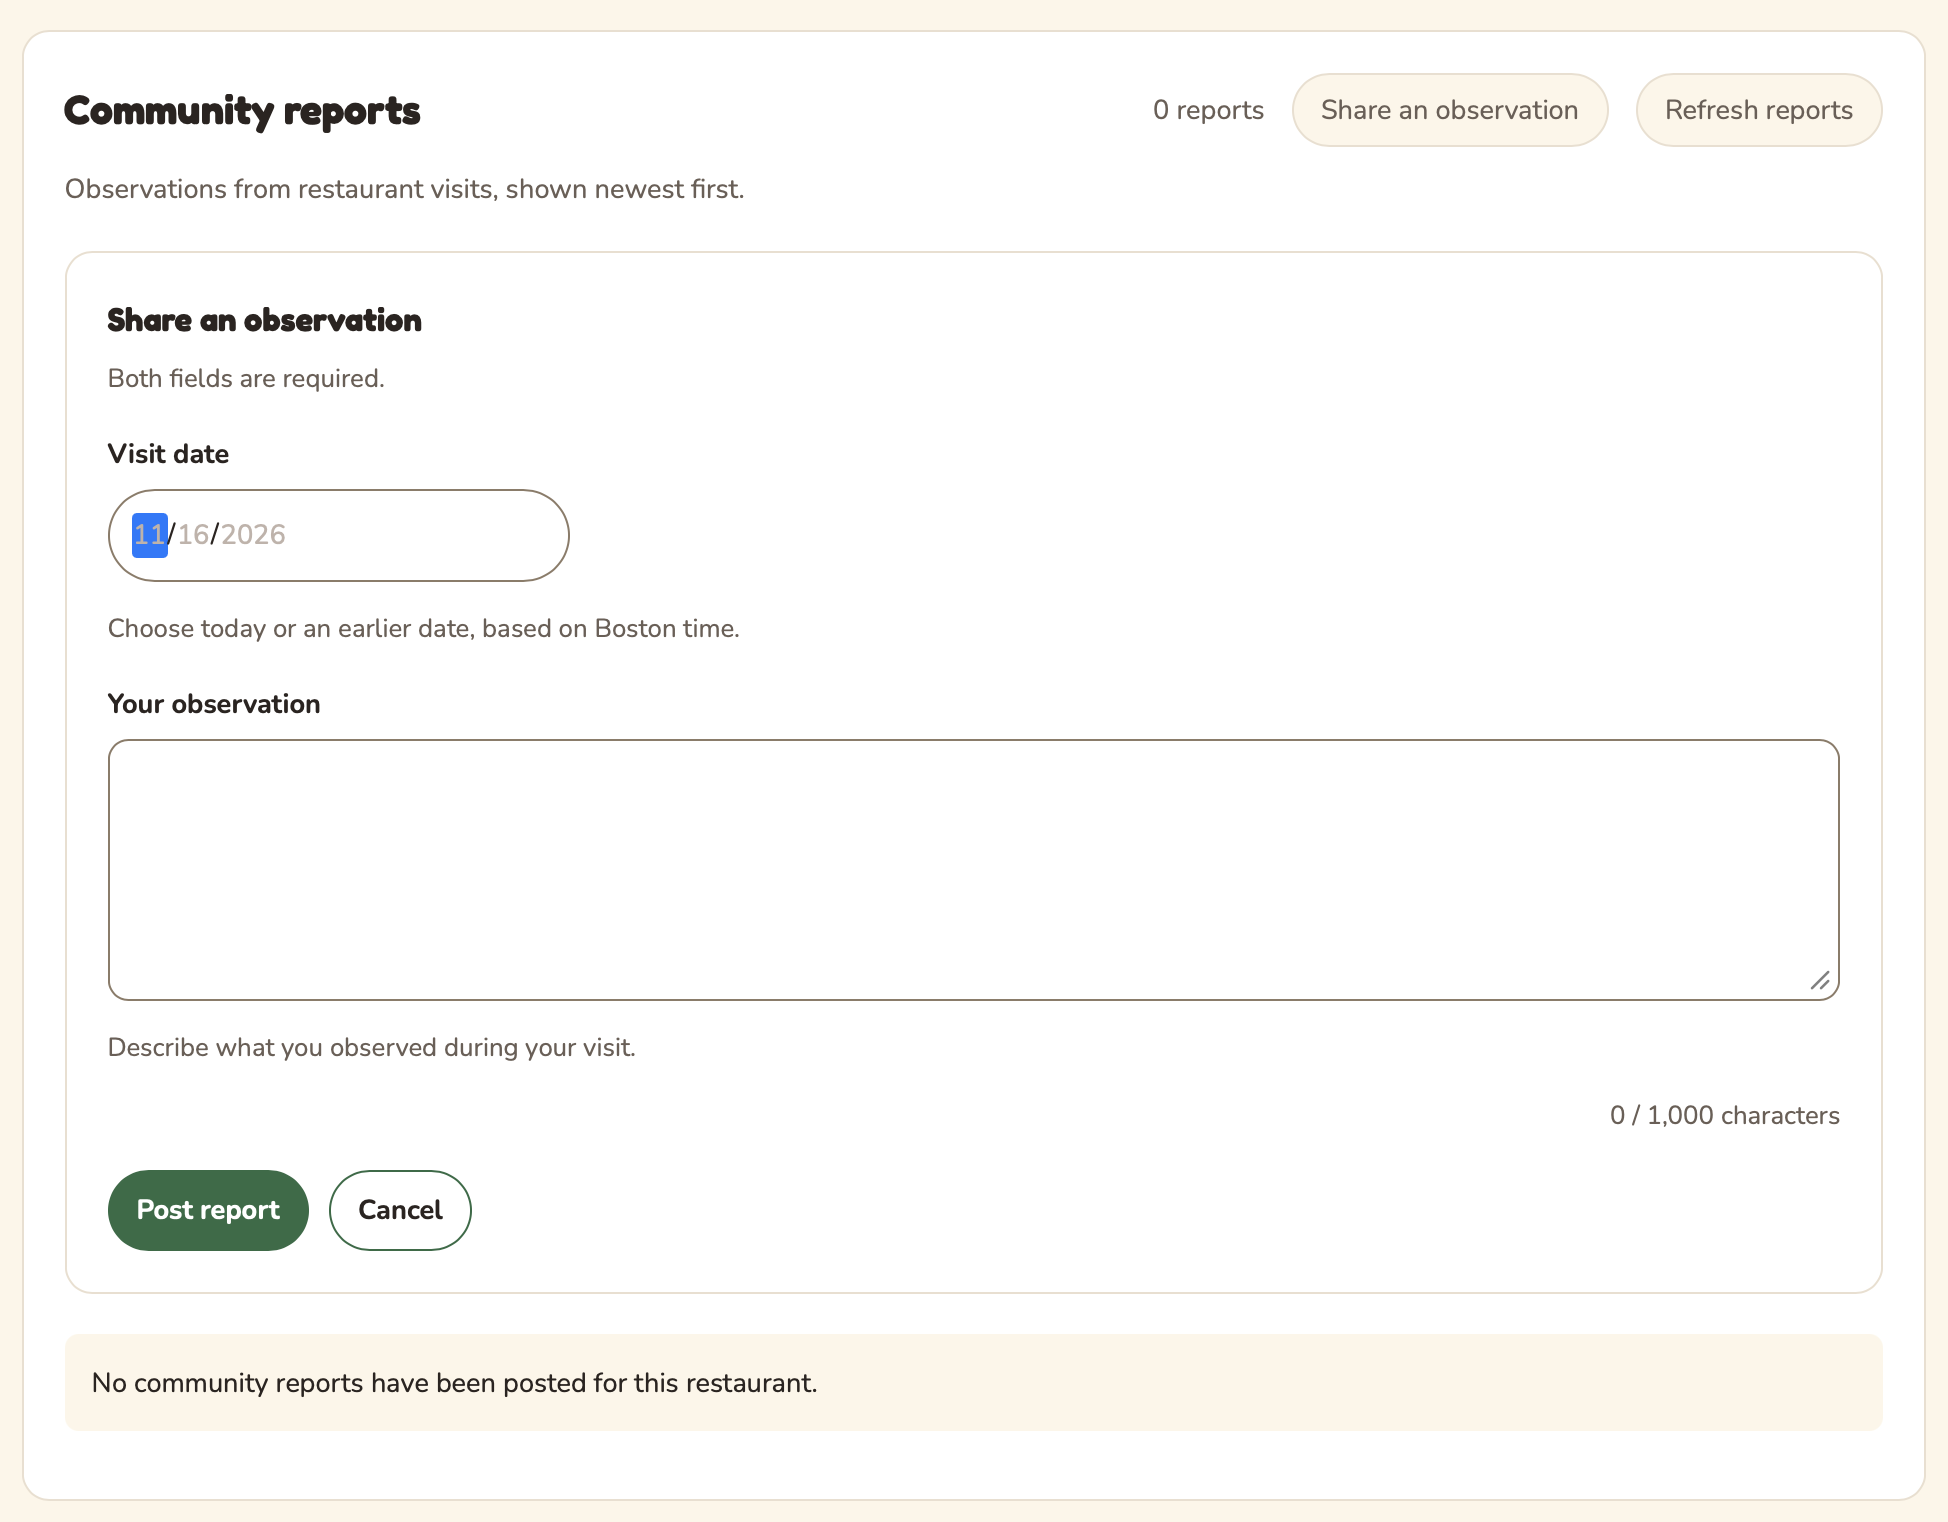 Community reports
0 reports
Share an observation
Refresh reports
Observations from restaurant visits, shown newest first.
Share an observation
Both fields are required.
Visit date
11/16/2026
Choose today or an earlier date, based on Boston time.
Your observation
Describe what you observed during your visit.
0 / 1,000 characters
Post report
Cancel
No community reports have been posted for this restaurant.